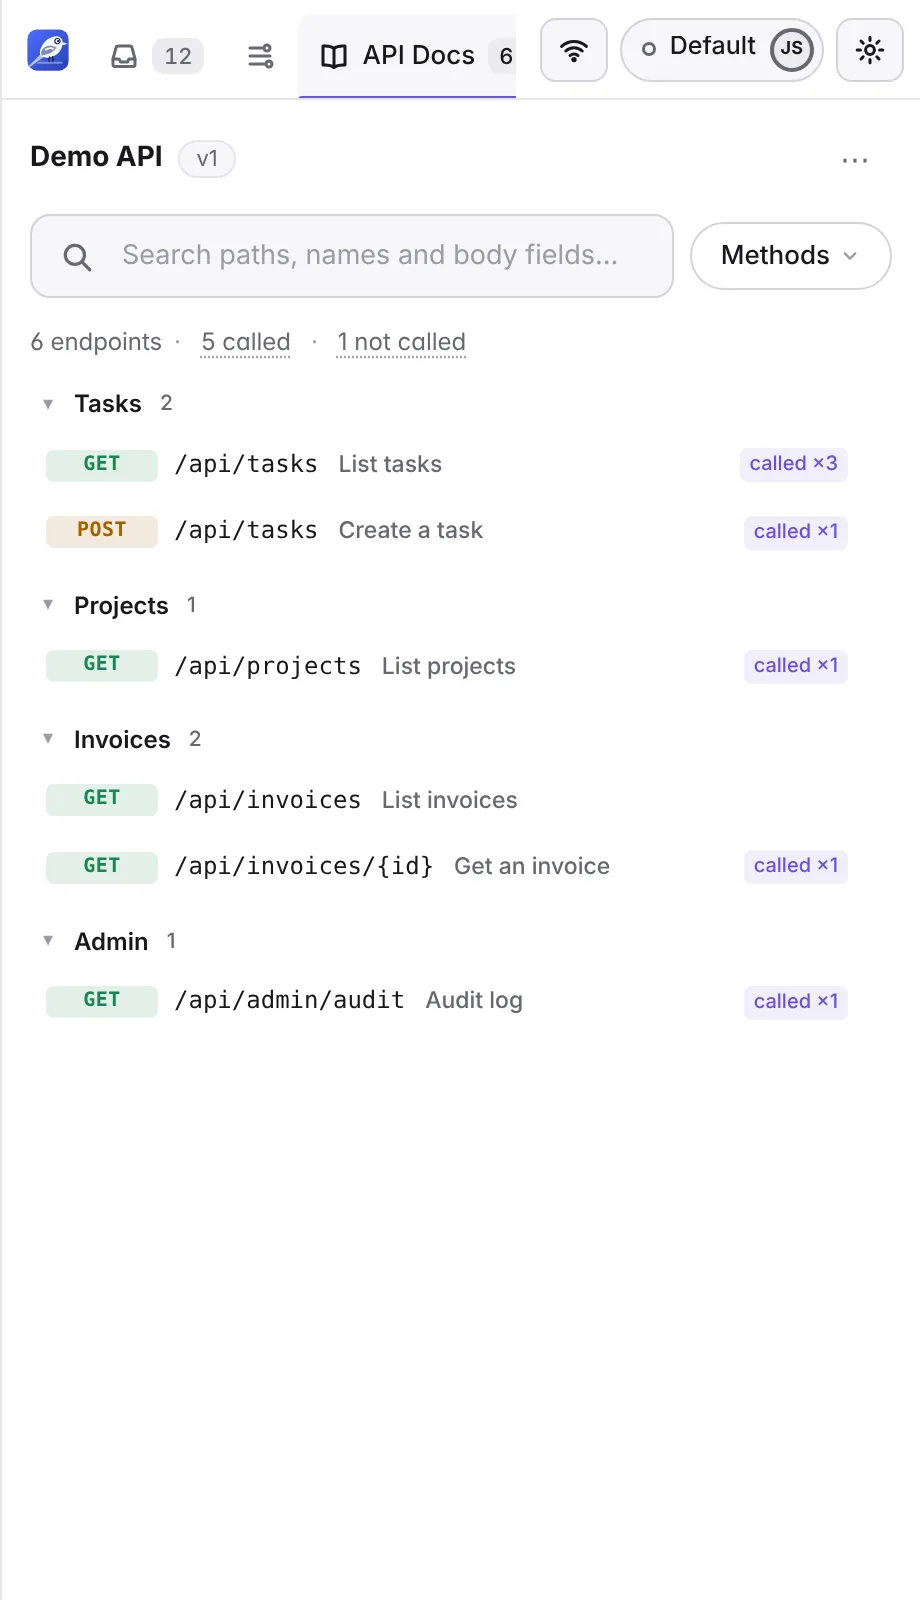 12 API Docs 6 Default JS
Demo API v1 ...
Search paths, names and body fields... Methods
6 endpoints · 5 called · 1 not called
Tasks 2
GET /api/tasks List tasks called ×3
POST /api/tasks Create a task called ×1
Projects 1
GET /api/projects List projects called ×1
Invoices 2
GET /api/invoices List invoices
GET /api/invoices/{id} Get an invoice called ×1
Admin 1
GET /api/admin/audit Audit log called ×1